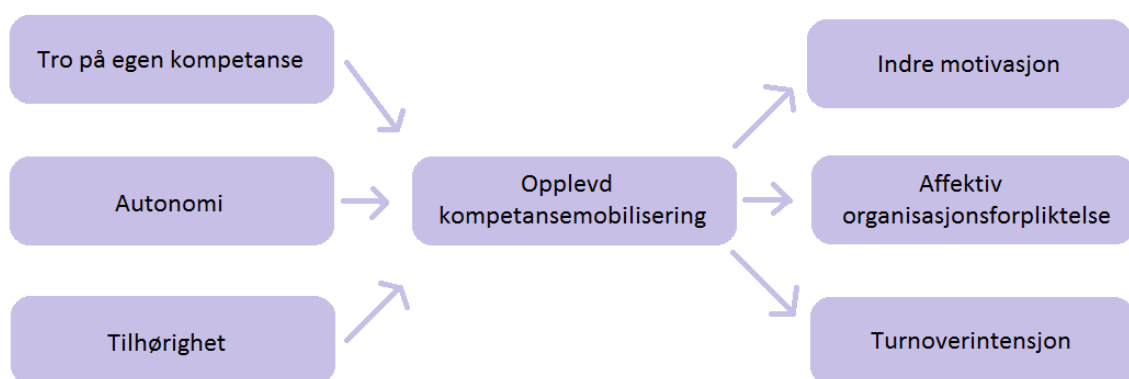 Tro på egen kompetanse
Autonomi
Tilhørighet
Opplevd
kompetansemobilisering
Indre motivasjon
Affektiv
organisasjonsforpliktelse
Turnoverintensjon